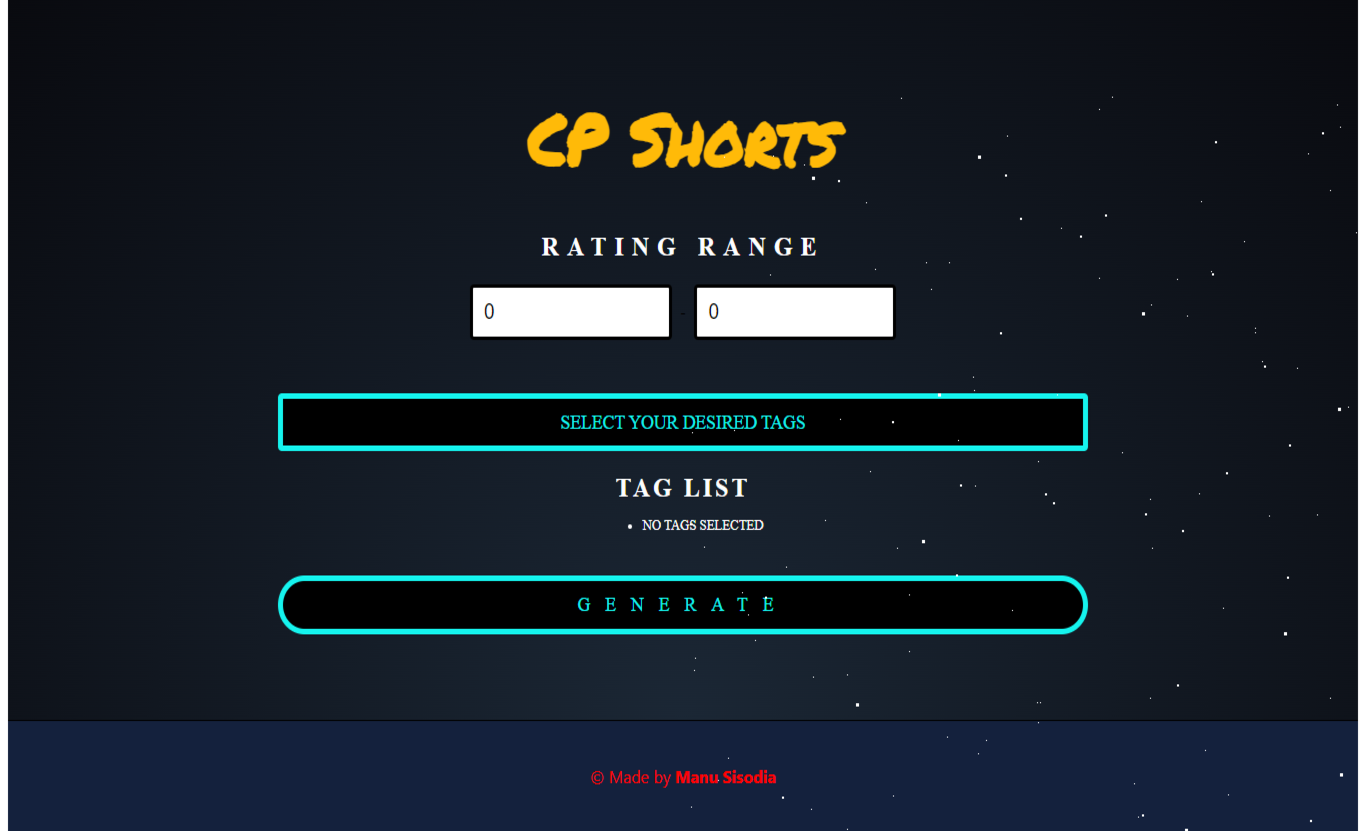 CP Shorts
RATING RANGE
0 - 0
SELECT YOUR DESIRED TAGS
TAG LIST
• NO TAGS SELECTED
GENERATE
© Made by Manu Sisodia